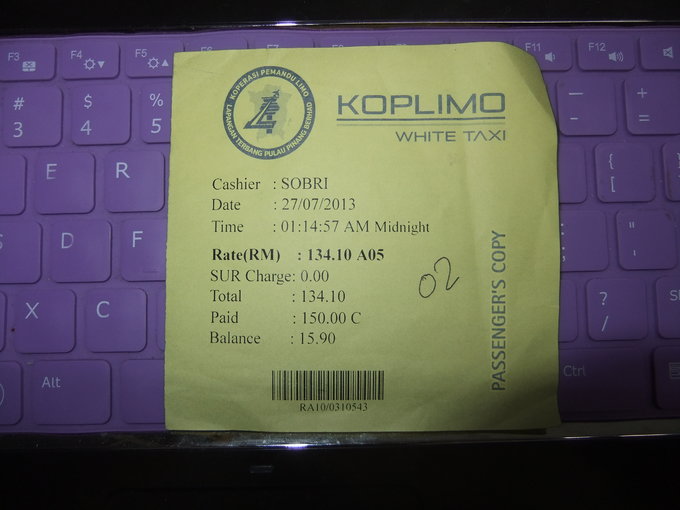 KOPERASI PEMANDU LIMO
LAPANGAN TERBANG PULAU PINANG BERHAD
KOPLIMO
WHITE TAXI
Cashier : SOBRI
Date : 27/07/2013
Time : 01:14:57 AM Midnight
Rate(RM) : 134.10 A05
SUR Charge: 0.00
Total : 134.10
Paid : 150.00 C
Balance : 15.90
02
PASSENGER'S COPY
RA10/0310543
F3
F4
F5
F11
F12
# 3
$ 4
% 5
E
R
D
F
X
C
Alt
Ctrl
? /
{ [